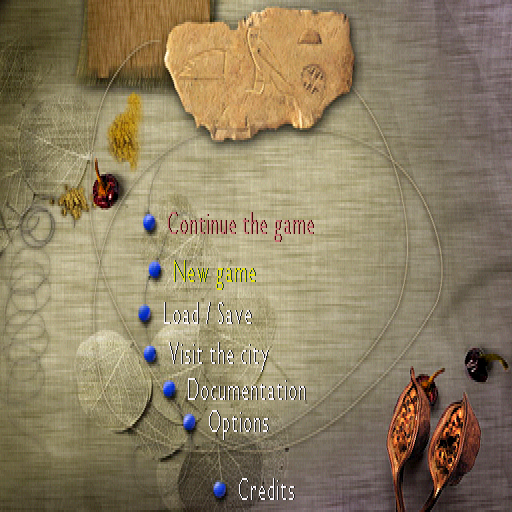 Continue the game
New game
Load / Save
Visit the city
Documentation
Options
Credits